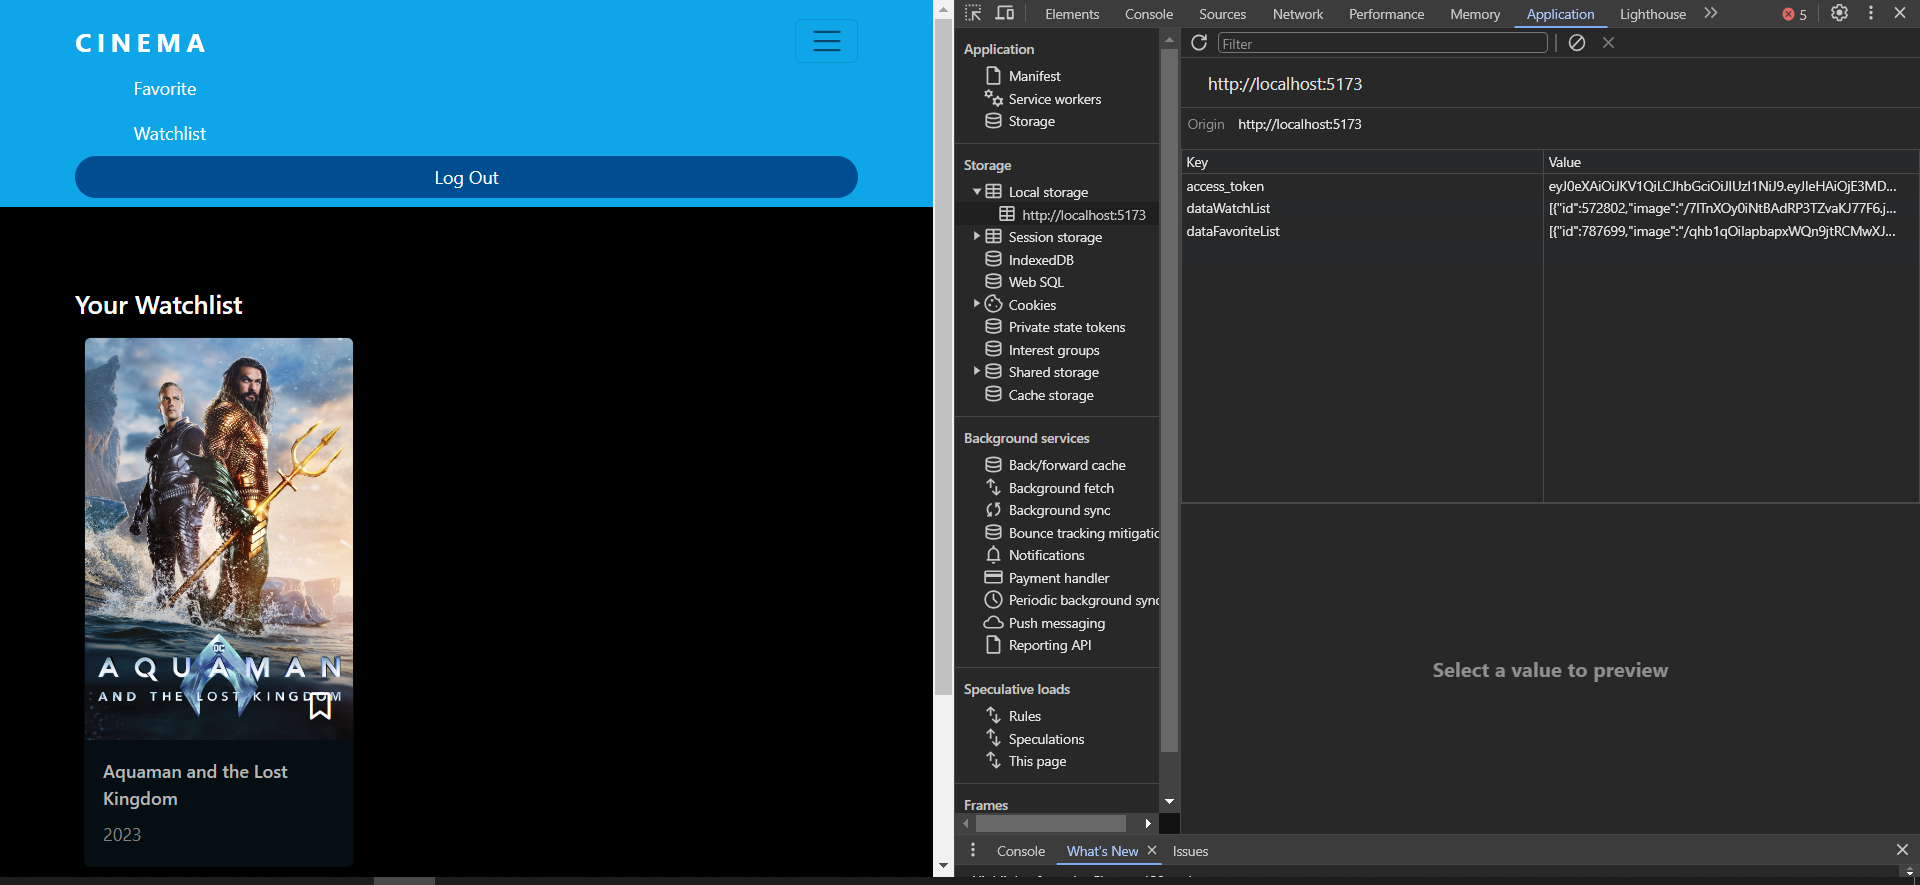 CINEMA
Favorite
Watchlist
Log Out
Your Watchlist
DC
AQUAMAN
AND THE LOST KINGDOM
Aquaman and the Lost
Kingdom
2023
Elements Console Sources Network Performance Memory Application Lighthouse 5
Application
Manifest
Service workers
Storage
Storage
Local storage
http://localhost:5173
Session storage
IndexedDB
Web SQL
Cookies
Private state tokens
Interest groups
Shared storage
Cache storage
Background services
Back/forward cache
Background fetch
Background sync
Bounce tracking mitigatio
Notifications
Payment handler
Periodic background sync
Push messaging
Reporting API
Speculative loads
Rules
Speculations
This page
Frames
Filter
http://localhost:5173
Origin http://localhost:5173
Key Value
access_token eyJ0eXAiOiJKV1QiLCJhbGciOiJIUzI1NiJ9.eyJleHAiOjE3MD...
dataWatchList [{"id":572802,"image":"/7lTnXOy0iNtBAdRP3TZvaKJ77F6.j...
dataFavoriteList [{"id":787699,"image":"/qhb1qOilapbapxWQn9jtRCMwXJ...
Select a value to preview
Console What's New Issues